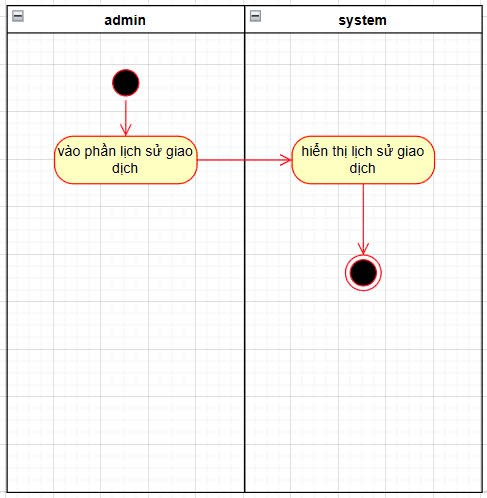 admin
system
vào phần lịch sử giao
dịch
hiển thị lịch sử giao
dịch